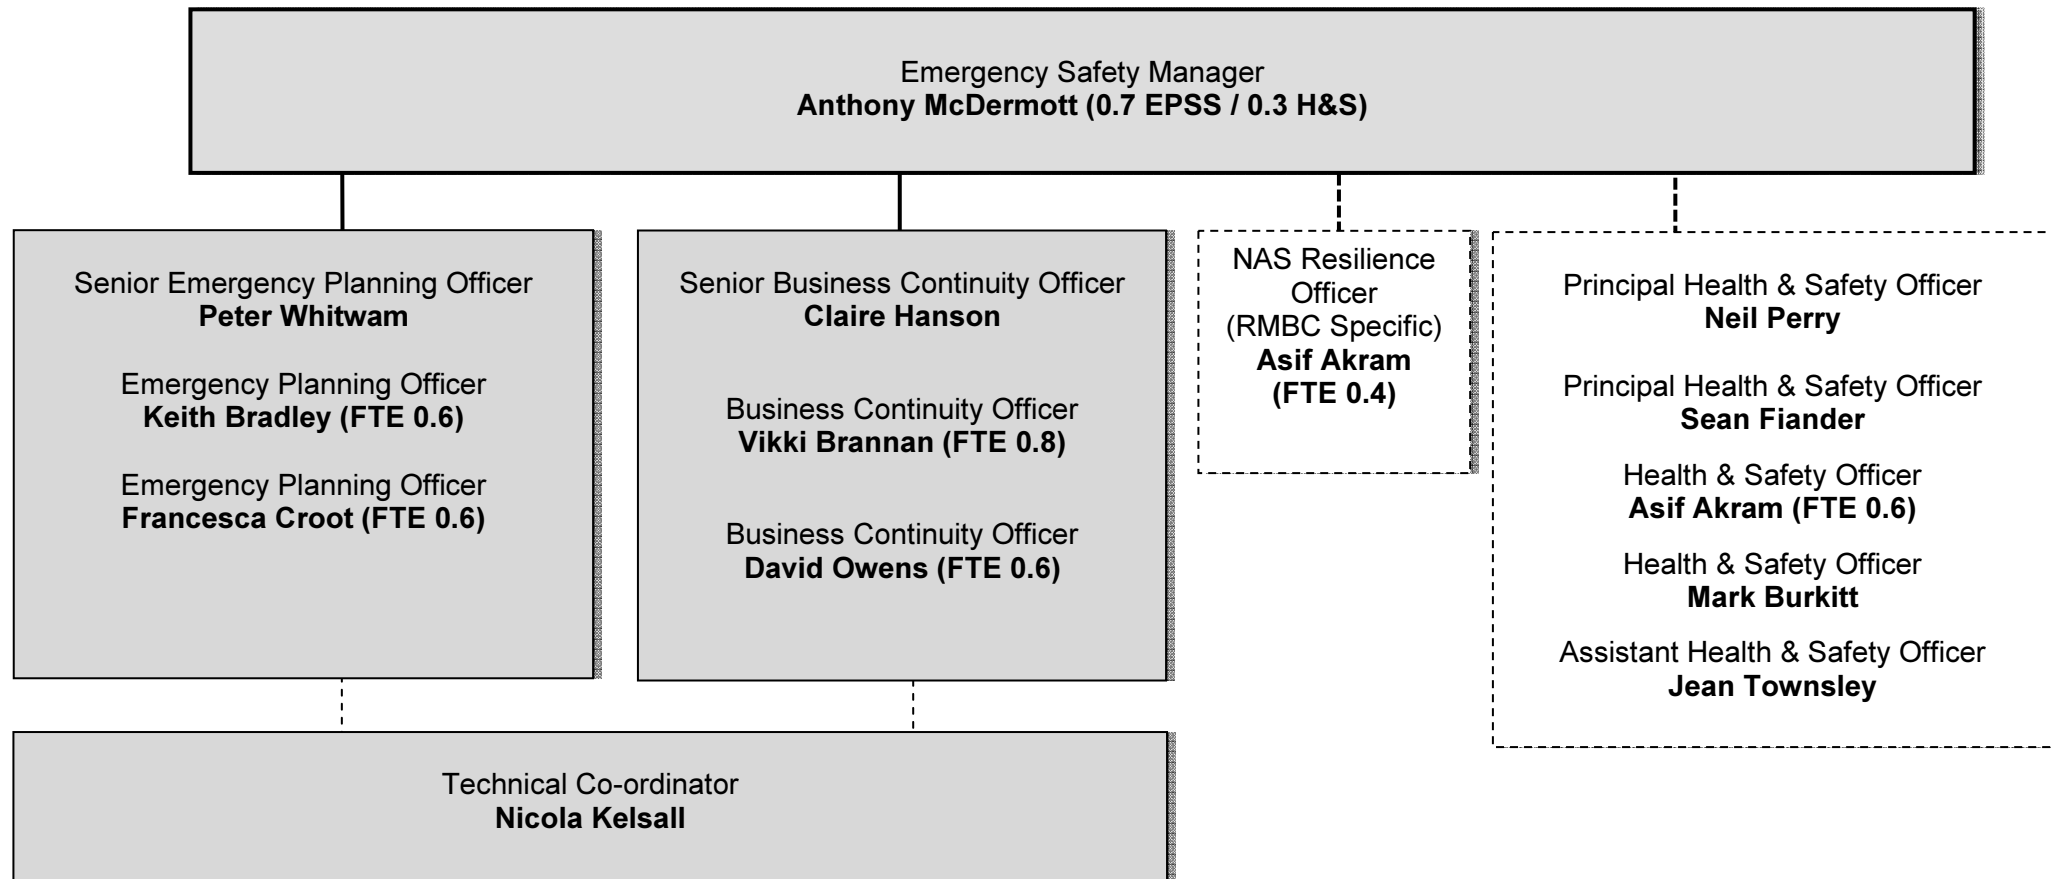 Emergency Safety Manager
Anthony McDermott (0.7 EPSS / 0.3 H&S)
Senior Emergency Planning Officer
Peter Whitwam
Emergency Planning Officer
Keith Bradley (FTE 0.6)
Emergency Planning Officer
Francesca Croot (FTE 0.6)
Senior Business Continuity Officer
Claire Hanson
Business Continuity Officer
Vikki Brannan (FTE 0.8)
Business Continuity Officer
David Owens (FTE 0.6)
NAS Resilience
Officer
(RMBC Specific)
Asif Akram
(FTE 0.4)
Principal Health & Safety Officer
Neil Perry
Principal Health & Safety Officer
Sean Fiander
Health & Safety Officer
Asif Akram (FTE 0.6)
Health & Safety Officer
Mark Burkitt
Assistant Health & Safety Officer
Jean Townsley
Technical Co-ordinator
Nicola Kelsall